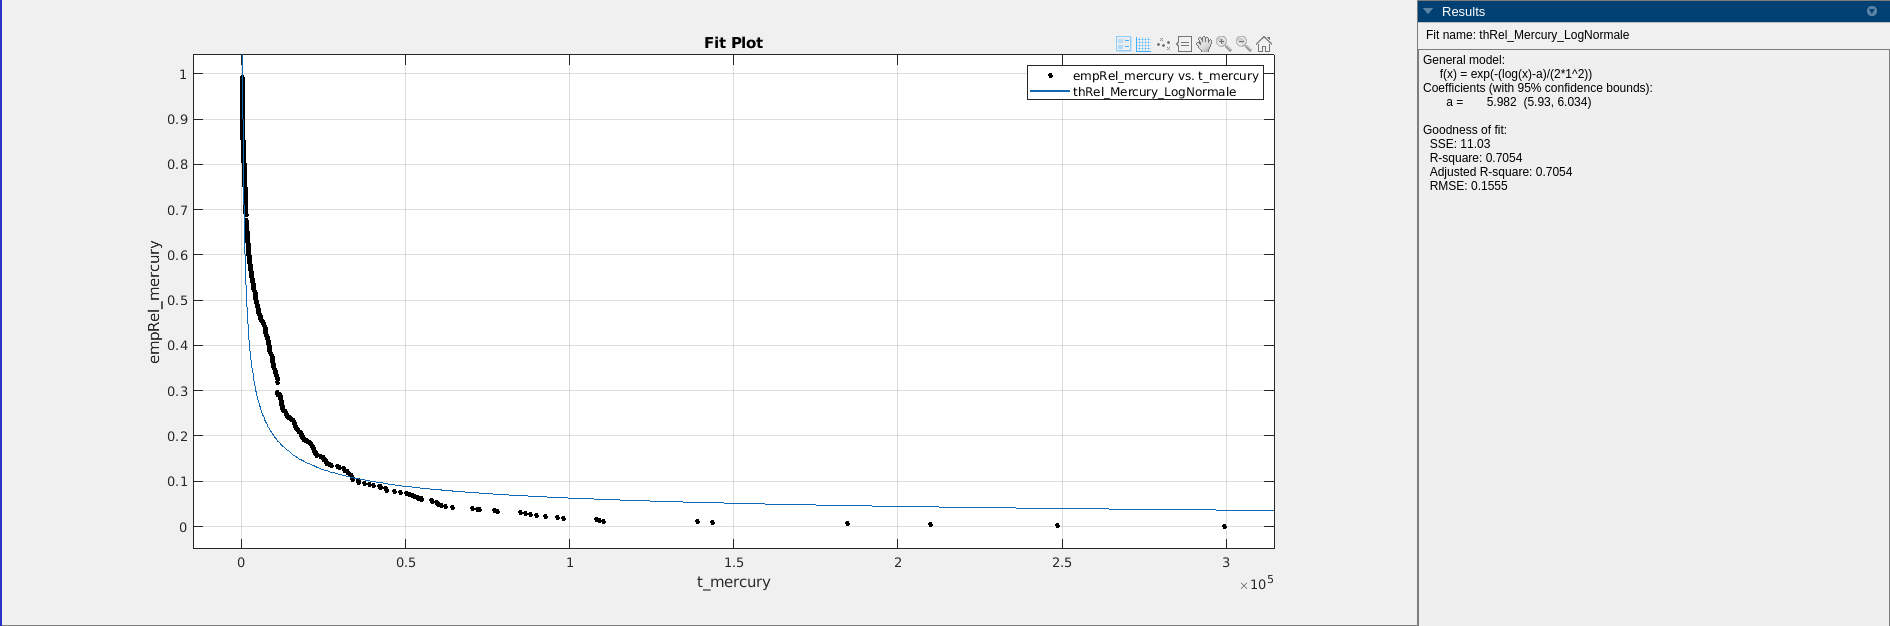 Fit Plot
empRel_mercury vs. t_mercury
thRel_Mercury_LogNormale
1
0.9
0.8
0.7
0.6
0.5
0.4
0.3
0.2
0.1
0
empRel_mercury
0
0.5
1
1.5
2
2.5
3
×10^5
t_mercury
Results
Fit name: thRel_Mercury_LogNormale
General model:
f(x) = exp(-(log(x)-a)/(2*1^2))
Coefficients (with 95% confidence bounds):
a = 5.982 (5.93, 6.034)
Goodness of fit:
SSE: 11.03
R-square: 0.7054
Adjusted R-square: 0.7054
RMSE: 0.1555